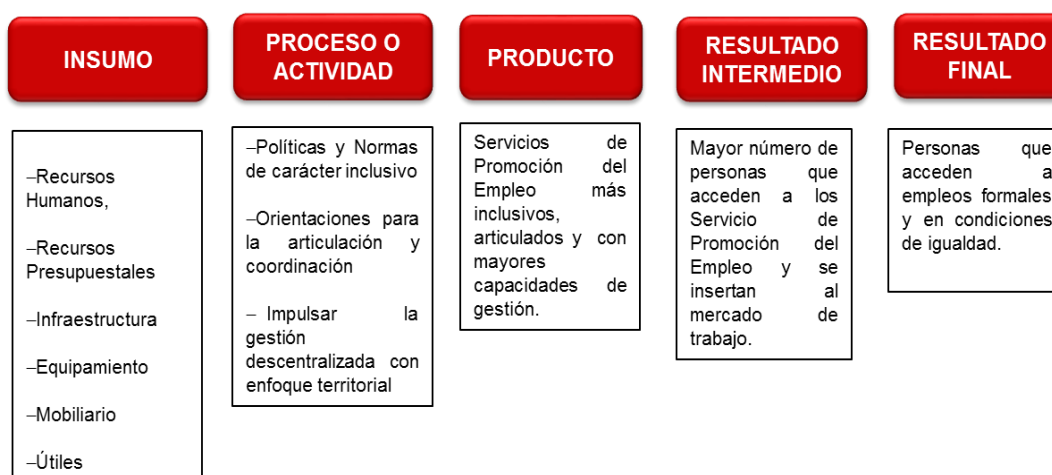 INSUMO
PROCESO O
ACTIVIDAD
PRODUCTO
RESULTADO
INTERMEDIO
RESULTADO
FINAL
–Recursos
Humanos,
–Recursos
Presupuestales
–Infraestructura
–Equipamiento
–Mobiliario
–Útiles
–Políticas y Normas
de carácter inclusivo
–Orientaciones para
la articulación y
coordinación
– Impulsar la
gestión
descentralizada con
enfoque territorial
Servicios de
Promoción del
Empleo más
inclusivos,
articulados y con
mayores
capacidades de
gestión.
Mayor número de
personas que
acceden a los
Servicio de
Promoción del
Empleo y se
insertan al
mercado de
trabajo.
Personas que
acceden a
empleos formales
y en condiciones
de igualdad.